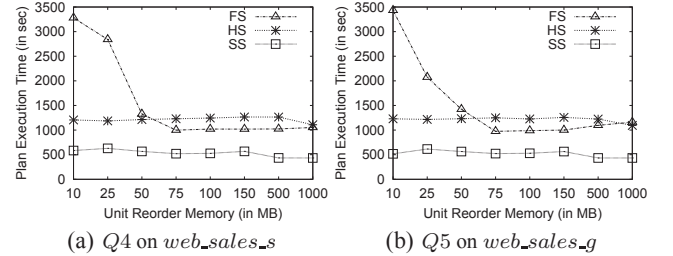 Plan Execution Time (in sec)
3500
3000
2500
2000
1500
1000
500
0
FS
HS
SS
10 25 50 75 100 150 500 1000
Unit Reorder Memory (in MB)
(a) Q4 on web_sales_s
Plan Execution Time (in sec)
3500
3000
2500
2000
1500
1000
500
0
FS
HS
SS
10 25 50 75 100 150 500 1000
Unit Reorder Memory (in MB)
(b) Q5 on web_sales_g